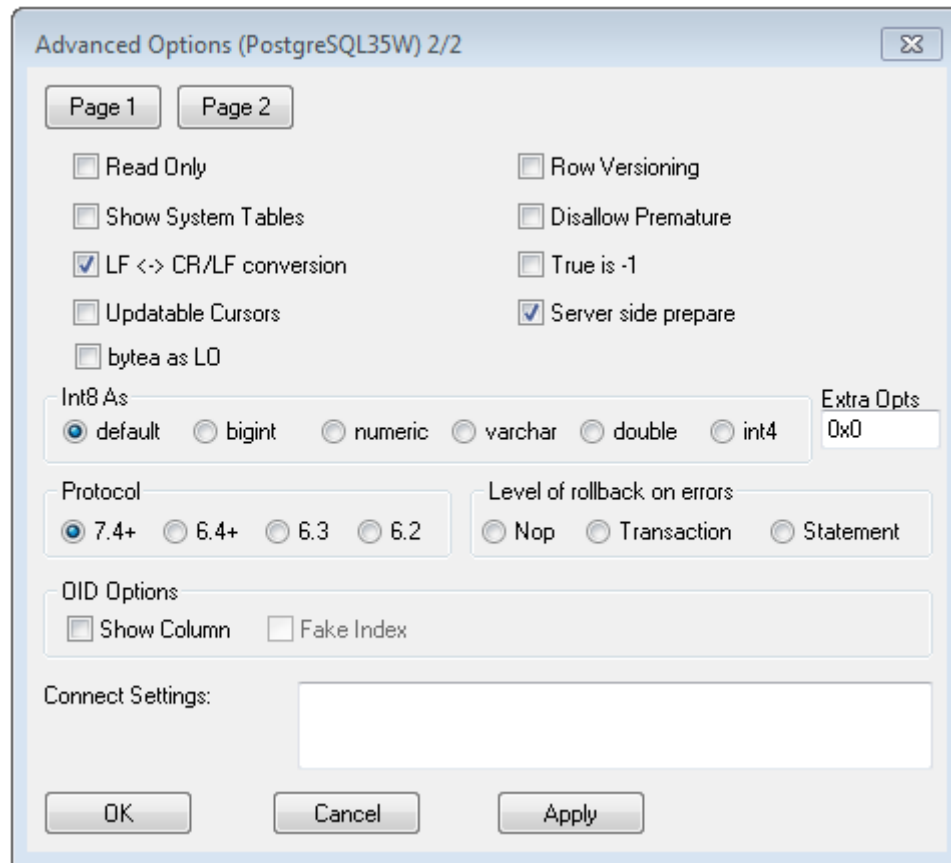 Advanced Options (PostgreSQL35W) 2/2
Page 1 Page 2
Read Only Row Versioning
Show System Tables Disallow Premature
LF <-> CR/LF conversion True is -1
Updatable Cursors Server side prepare
bytea as LO
Int8 As Extra Opts
default bigint numeric varchar double int4 0x0
Protocol Level of rollback on errors
7.4+ 6.4+ 6.3 6.2 Nop Transaction Statement
OID Options
Show Column Fake Index
Connect Settings:
OK Cancel Apply